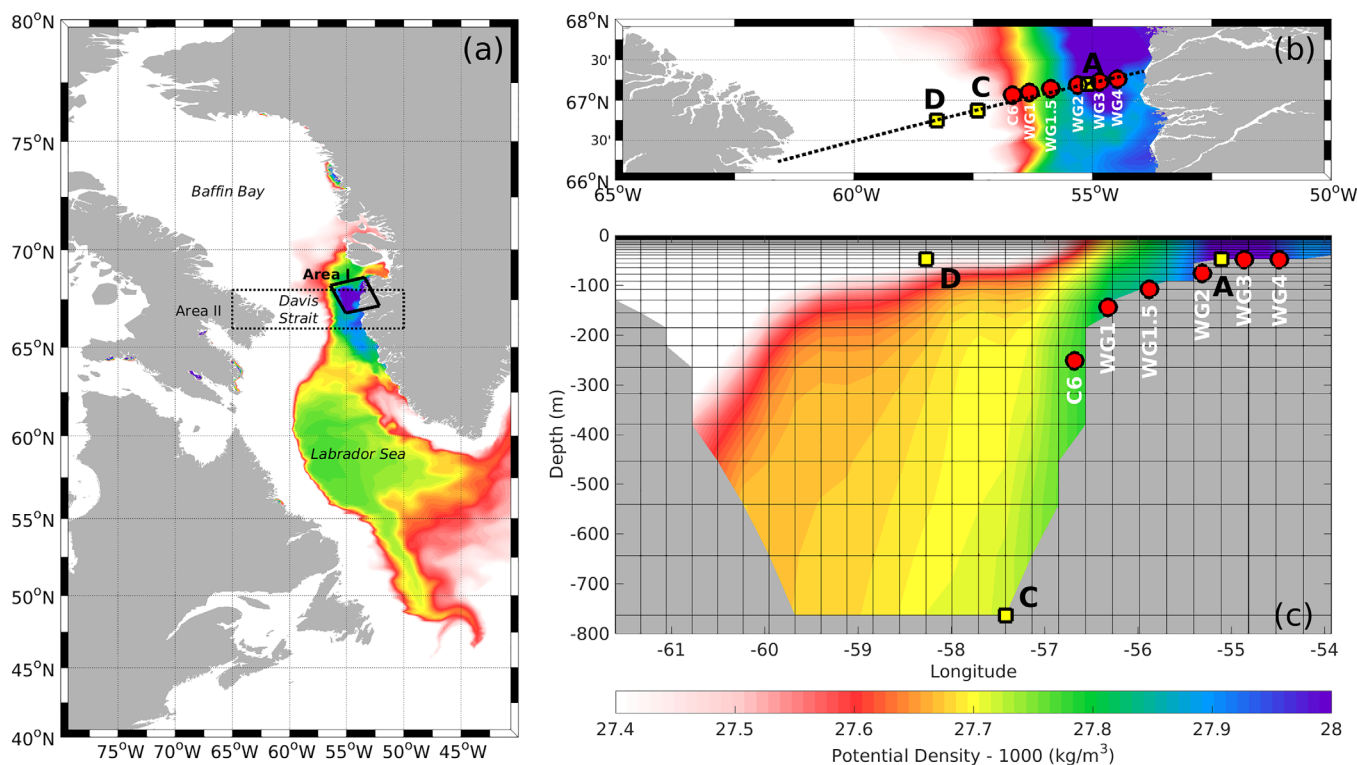 (a)
80°N
75°N
70°N
65°N
60°N
55°N
50°N
45°N
40°N
75°W 70°W 65°W 60°W 55°W 50°W 45°W
Baffin Bay
Area I
Area II
Davis
Strait
Labrador Sea
(b)
68°N
30'
67°N
30'
66°N
65°W 60°W 55°W 50°W
D
C
A
C6
WG1
WG1.5
WG2
WG3
WG4
(c)
Depth (m)
0
-100
-200
-300
-400
-500
-600
-700
-800
D
A
C
C6
WG1
WG1.5
WG2
WG3
WG4
-61 -60 -59 -58 -57 -56 -55 -54
Longitude
27.4 27.5 27.6 27.7 27.8 27.9 28
Potential Density - 1000 (kg/m³)